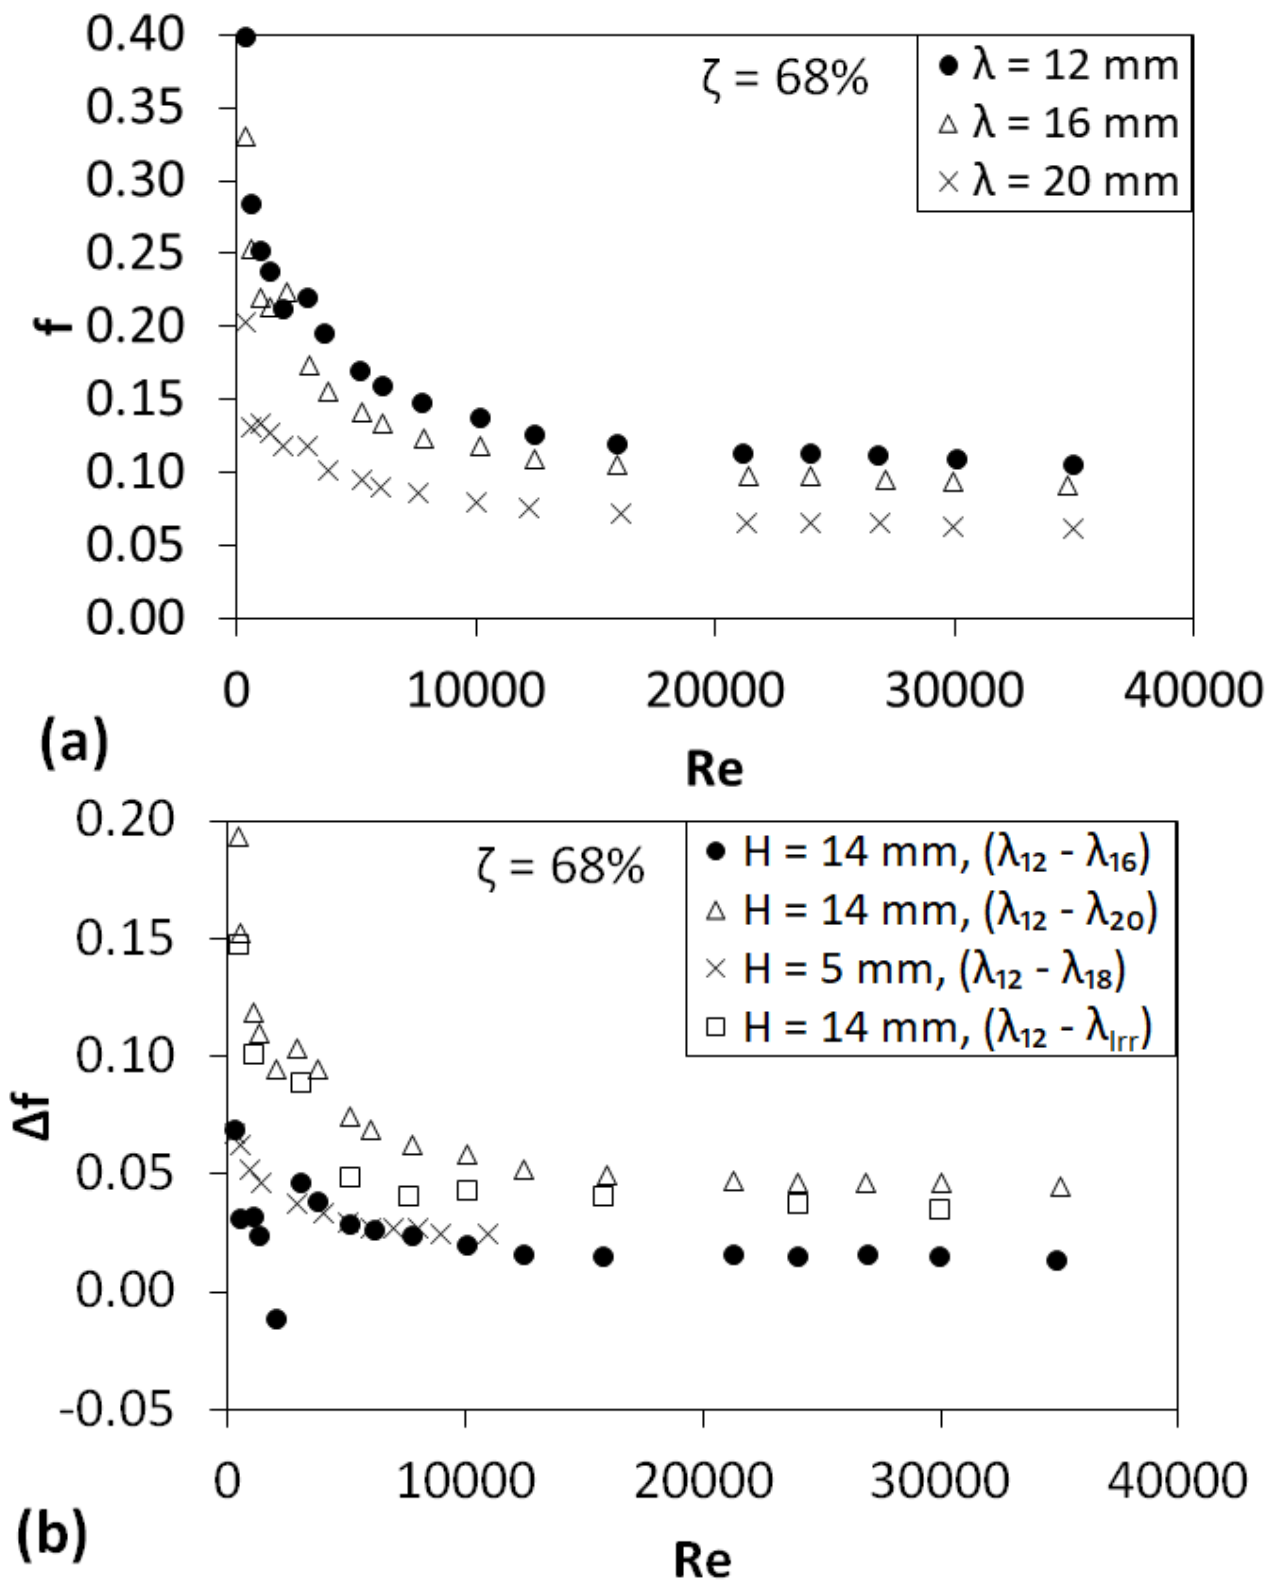 0.40
0.35
0.30
0.25
0.20
0.15
0.10
0.05
0.00
f
ζ = 68%
λ = 12 mm
λ = 16 mm
λ = 20 mm
0 10000 20000 30000 40000
(a)
Re
0.20
0.15
0.10
0.05
0.00
-0.05
Δf
ζ = 68%
H = 14 mm, (λ₁₂ - λ₁₆)
H = 14 mm, (λ₁₂ - λ₂₀)
H = 5 mm, (λ₁₂ - λ₁₈)
H = 14 mm, (λ₁₂ - λIrr)
0 10000 20000 30000 40000
(b)
Re